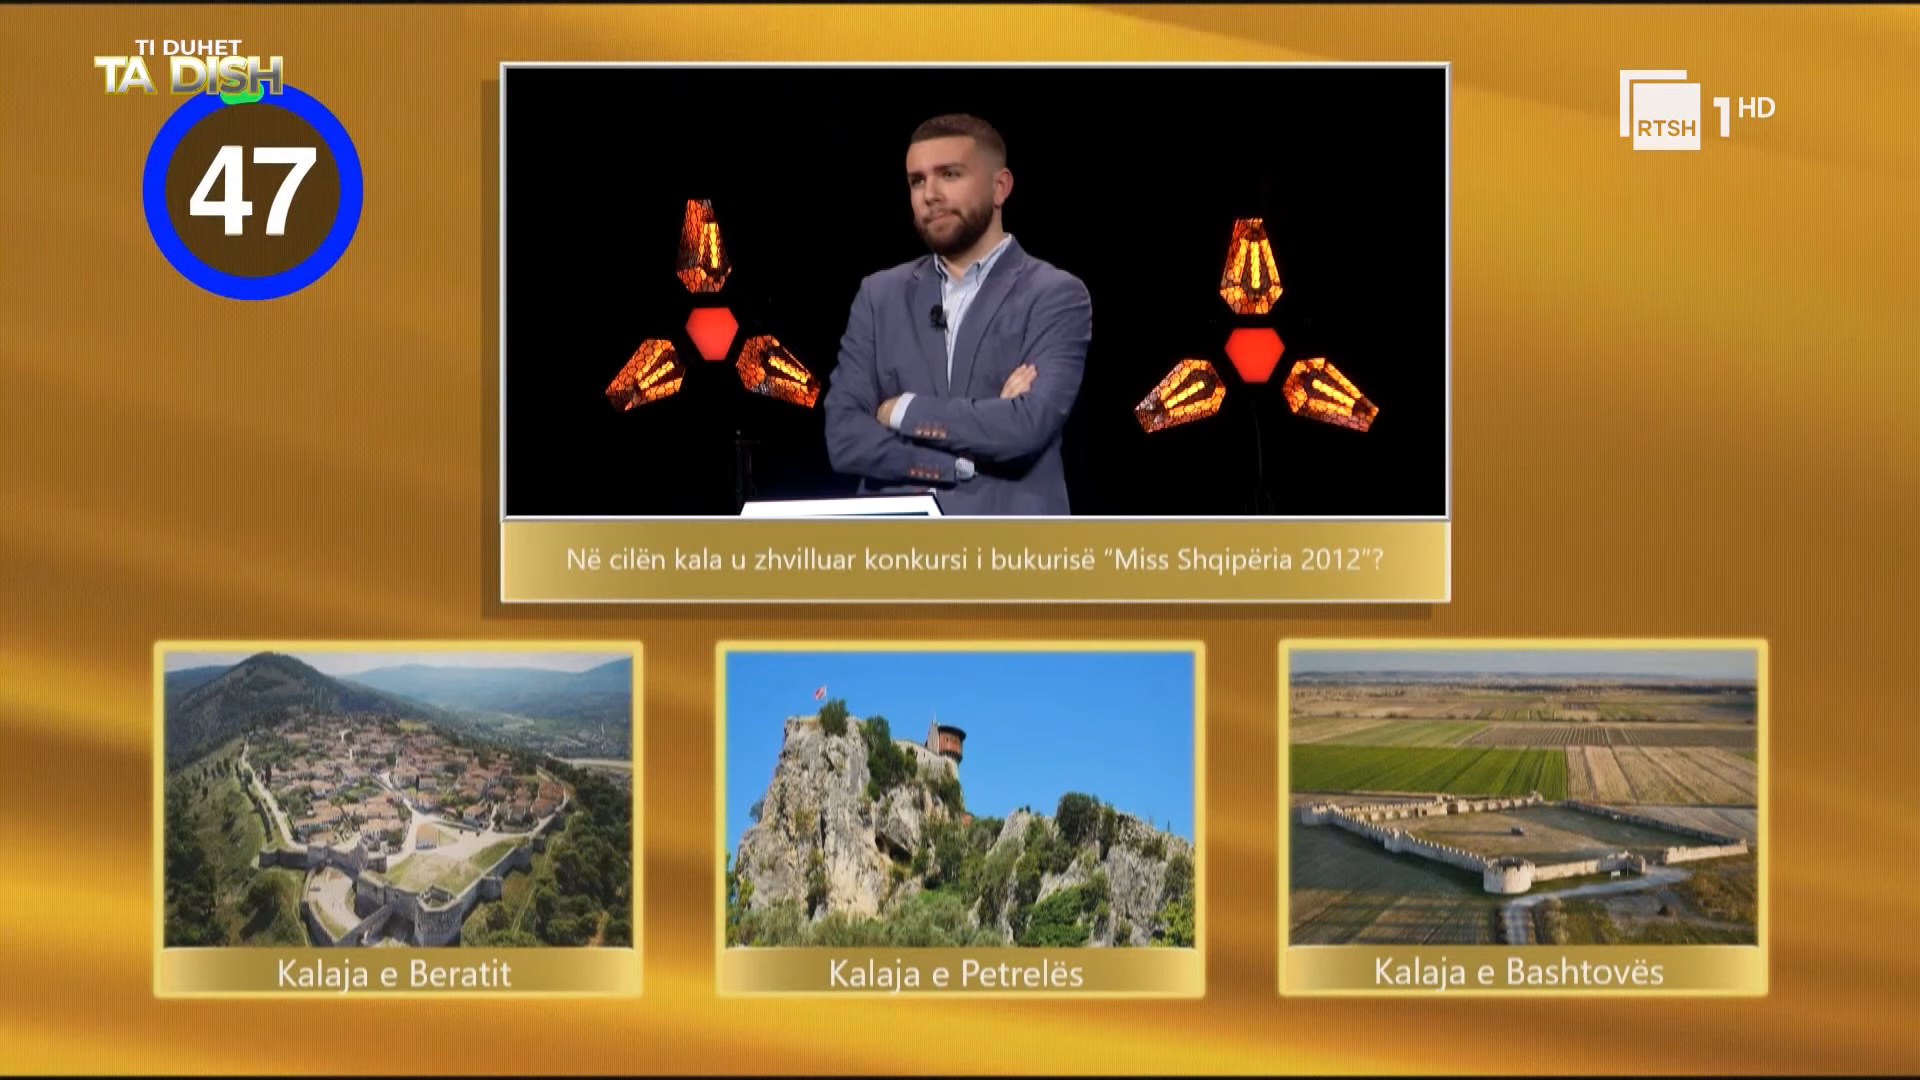 TI DUHET
TA DISH
47
RTSH 1 HD
Në cilën kala u zhvilluar konkursi i bukurisë “Miss Shqipëria 2012”?
Kalaja e Beratit
Kalaja e Petrelës
Kalaja e Bashtovës